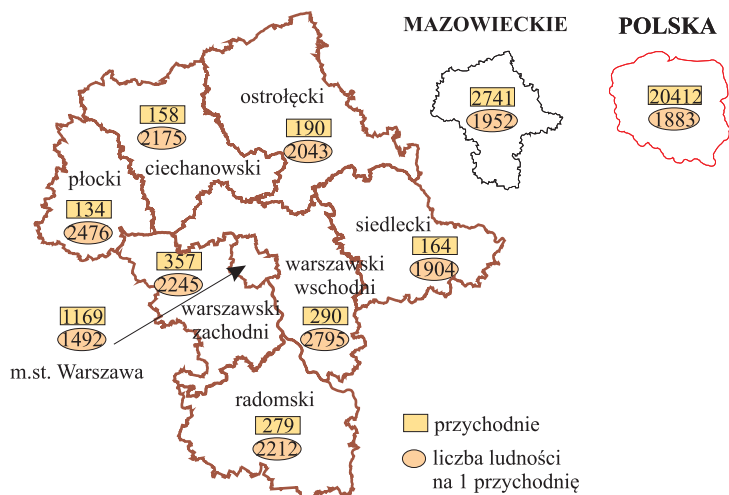 MAZOWIECKIE
POLSKA
2741
1952
20412
1883
ostrołęcki
190
2043
158
2175
ciechanowski
płocki
134
2476
siedlecki
164
1904
357
2245
warszawski
wschodni
290
2795
warszawski
zachodni
1169
1492
m.st. Warszawa
radomski
279
2212
przychodnie
liczba ludności
na 1 przychodnię